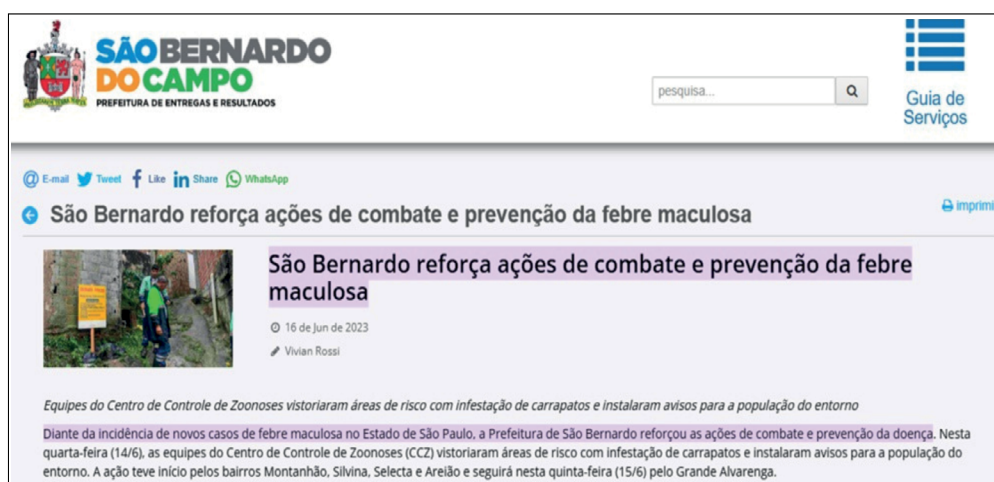 SÃO BERNARDO
DO CAMPO
PREFEITURA DE ENTREGAS E RESULTADOS
pesquisa...
Guia de
Serviços
E-mail Tweet Like Share WhatsApp
São Bernardo reforça ações de combate e prevenção da febre maculosa
imprimi
São Bernardo reforça ações de combate e prevenção da febre
maculosa
16 de Jun de 2023
Vivian Rossi
Equipes do Centro de Controle de Zoonoses vistoriaram áreas de risco com infestação de carrapatos e instalaram avisos para a população do entorno
Diante da incidência de novos casos de febre maculosa no Estado de São Paulo, a Prefeitura de São Bernardo reforçou as ações de combate e prevenção da doença. Nesta
quarta-feira (14/6), as equipes do Centro de Controle de Zoonoses (CCZ) vistoriaram áreas de risco com infestação de carrapatos e instalaram avisos para a população do
entorno. A ação teve início pelos bairros Montanhão, Silvina, Selecta e Areião e seguirá nesta quinta-feira (15/6) pelo Grande Alvarenga.